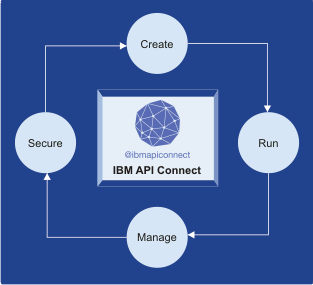 Create
Secure
@ibmapiconnect
IBM API Connect
Run
Manage